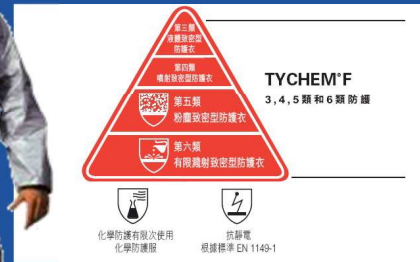 第三類
液體致密型
防護衣
第四類
噴射致密型防護衣
第五類
粉塵致密型防護衣
第六類
有限濺射致密型防護衣
TYCHEM®F
3,4,5類和6類防護
化學防護有限次使用
化學防護服
抗靜電
根據標準 EN 1149-1